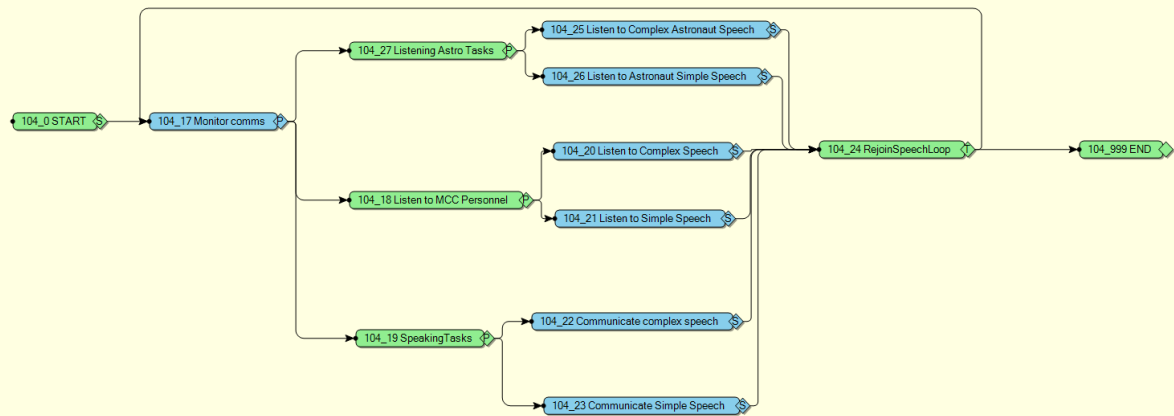 104_25 Listen to Complex Astronaut Speech S
104_27 Listening Astro Tasks P
104_26 Listen to Astronaut Simple Speech S
104_0 START S
104_17 Monitor comms P
104_20 Listen to Complex Speech S
104_24 RejoinSpeechLoop T
104_999 END
104_18 Listen to MCC Personnel P
104_21 Listen to Simple Speech S
104_22 Communicate complex speech S
104_19 SpeakingTasks P
104_23 Communicate Simple Speech S